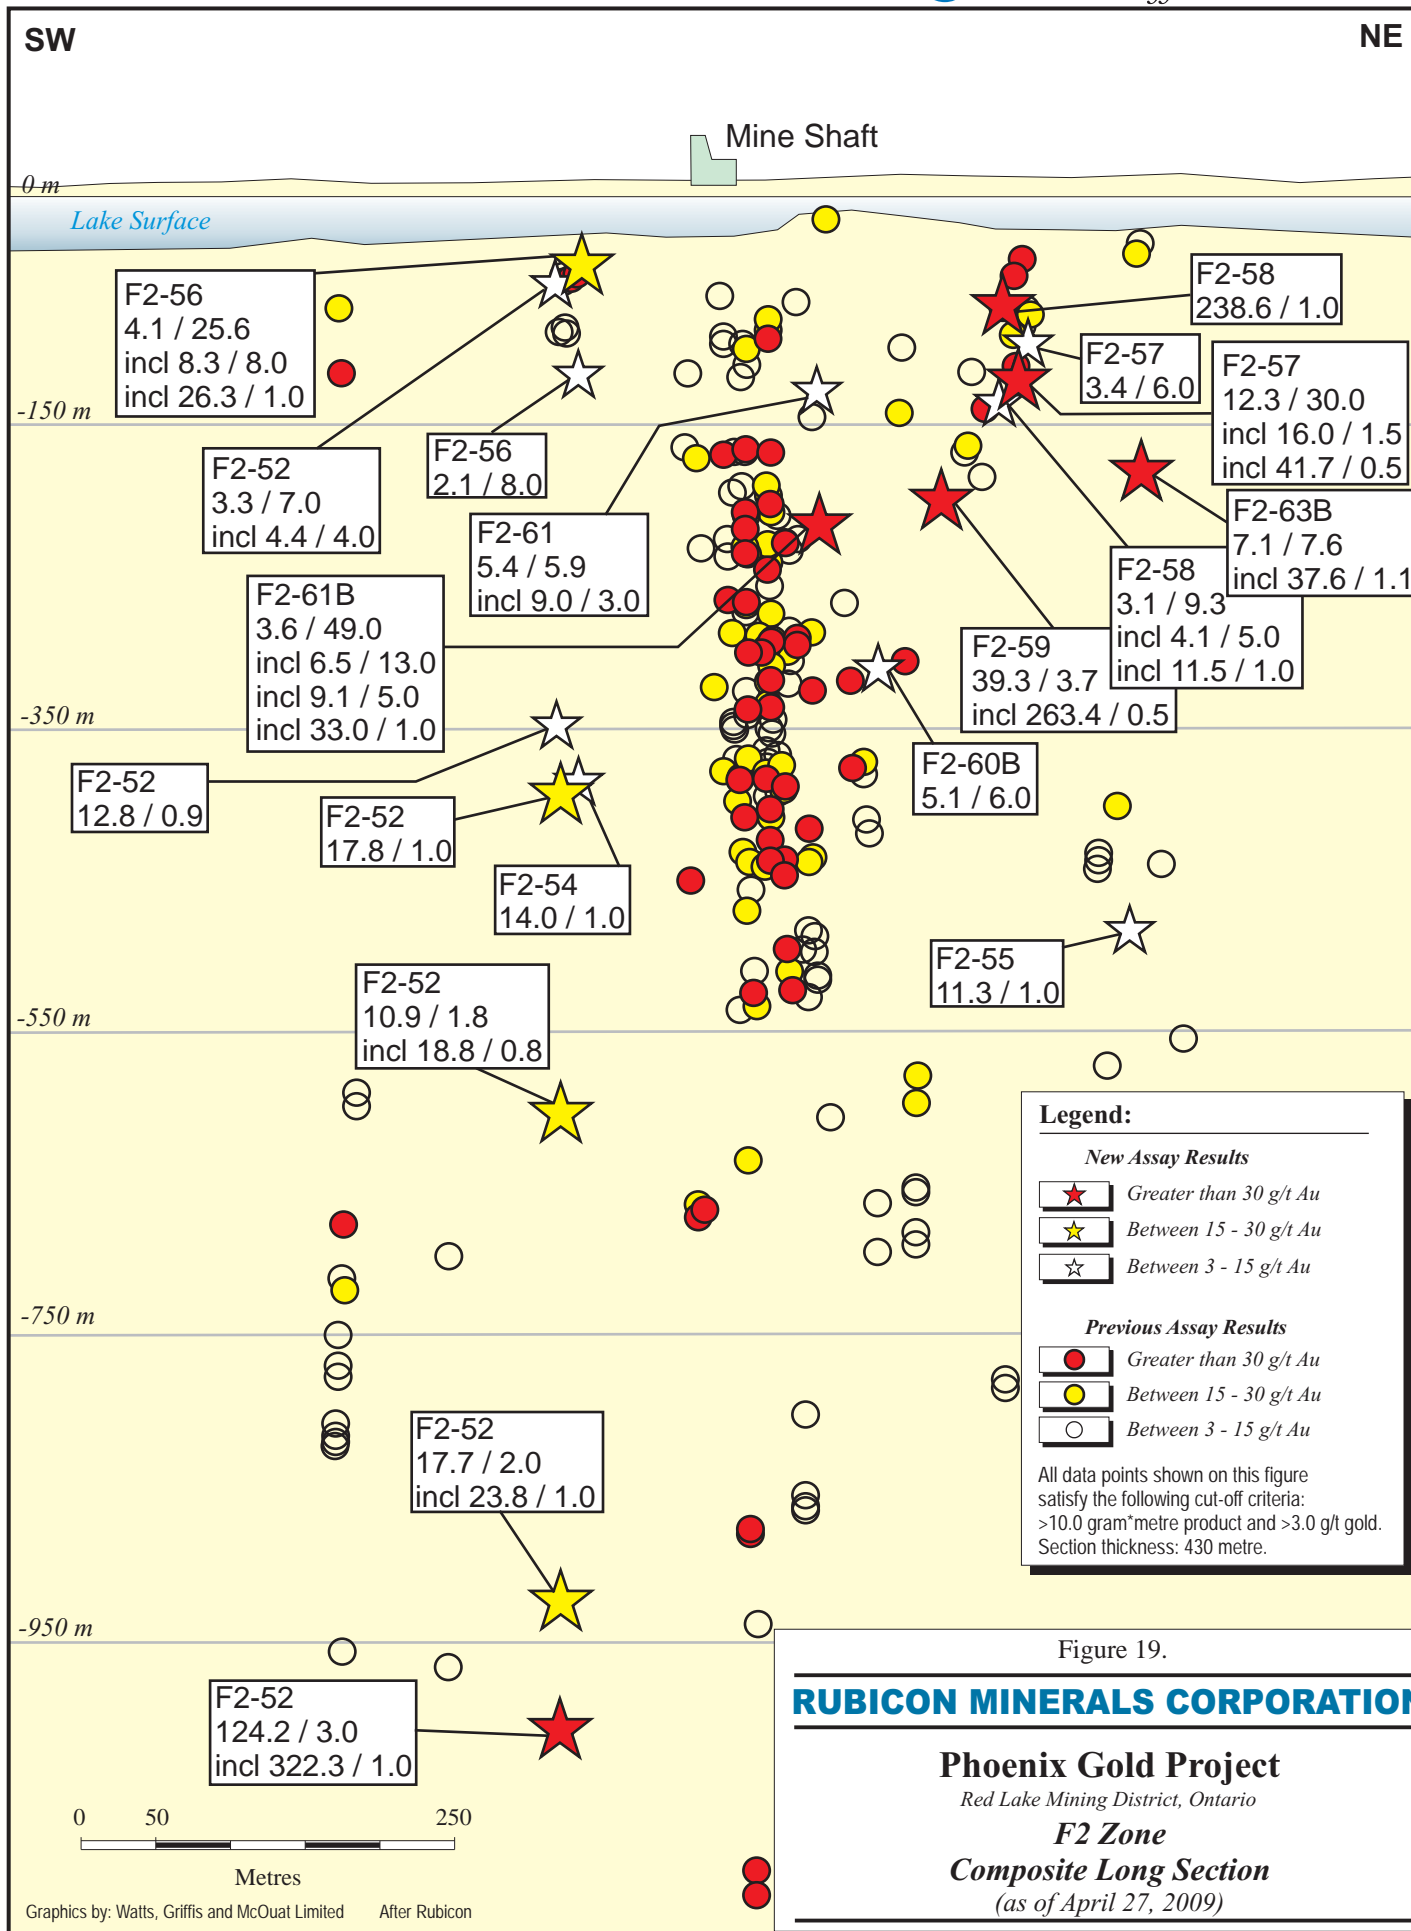 SW
NE
Mine Shaft
0 m
Lake Surface
F2-56
4.1 / 25.6
incl 8.3 / 8.0
incl 26.3 / 1.0
F2-58
238.6 / 1.0
F2-57
3.4 / 6.0
F2-57
12.3 / 30.0
incl 16.0 / 1.5
incl 41.7 / 0.5
-150 m
F2-52
3.3 / 7.0
incl 4.4 / 4.0
F2-56
2.1 / 8.0
F2-61
5.4 / 5.9
incl 9.0 / 3.0
F2-63B
7.1 / 7.6
incl 37.6 / 1.1
F2-58
3.1 / 9.3
incl 4.1 / 5.0
incl 11.5 / 1.0
F2-61B
3.6 / 49.0
incl 6.5 / 13.0
incl 9.1 / 5.0
incl 33.0 / 1.0
F2-59
39.3 / 3.7
incl 263.4 / 0.5
-350 m
F2-52
12.8 / 0.9
F2-52
17.8 / 1.0
F2-60B
5.1 / 6.0
F2-54
14.0 / 1.0
F2-55
11.3 / 1.0
F2-52
10.9 / 1.8
incl 18.8 / 0.8
-550 m
Legend:
New Assay Results
Greater than 30 g/t Au
Between 15 - 30 g/t Au
Between 3 - 15 g/t Au
Previous Assay Results
Greater than 30 g/t Au
Between 15 - 30 g/t Au
Between 3 - 15 g/t Au
All data points shown on this figure
satisfy the following cut-off criteria:
>10.0 gram*metre product and >3.0 g/t gold.
Section thickness: 430 metre.
-750 m
F2-52
17.7 / 2.0
incl 23.8 / 1.0
-950 m
F2-52
124.2 / 3.0
incl 322.3 / 1.0
Figure 19.
RUBICON MINERALS CORPORATION
Phoenix Gold Project
Red Lake Mining District, Ontario
F2 Zone
Composite Long Section
(as of April 27, 2009)
0 50 250
Metres
Graphics by: Watts, Griffis and McOuat Limited After Rubicon